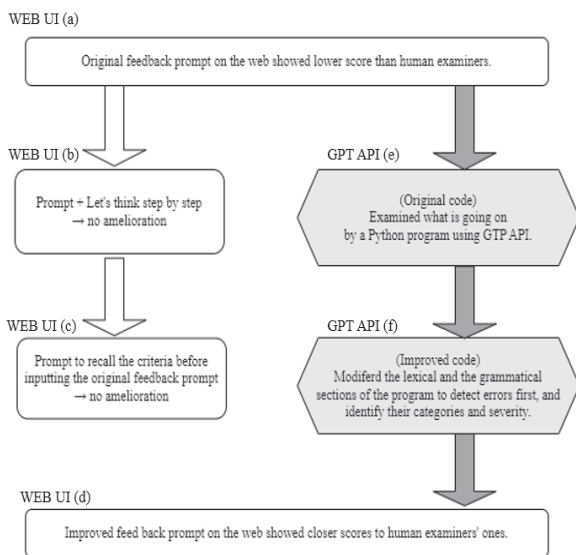 WEB UI (a)
Original feedback prompt on the web showed lower score than human examiners.
WEB UI (b)
Prompt + Let's think step by step
→ no amelioration
GPT API (e)
(Original code)
Examined what is going on
by a Python program using GTP API.
WEB UI (c)
Prompt to recall the criteria before
inputting the original feedback prompt
→ no amelioration
GPT API (f)
(Improved code)
Modiferd the lexical and the grammatical
sections of the program to detect errors first, and
identify their categories and severity.
WEB UI (d)
Improved feed back prompt on the web showed closer scores to human examiners' ones.